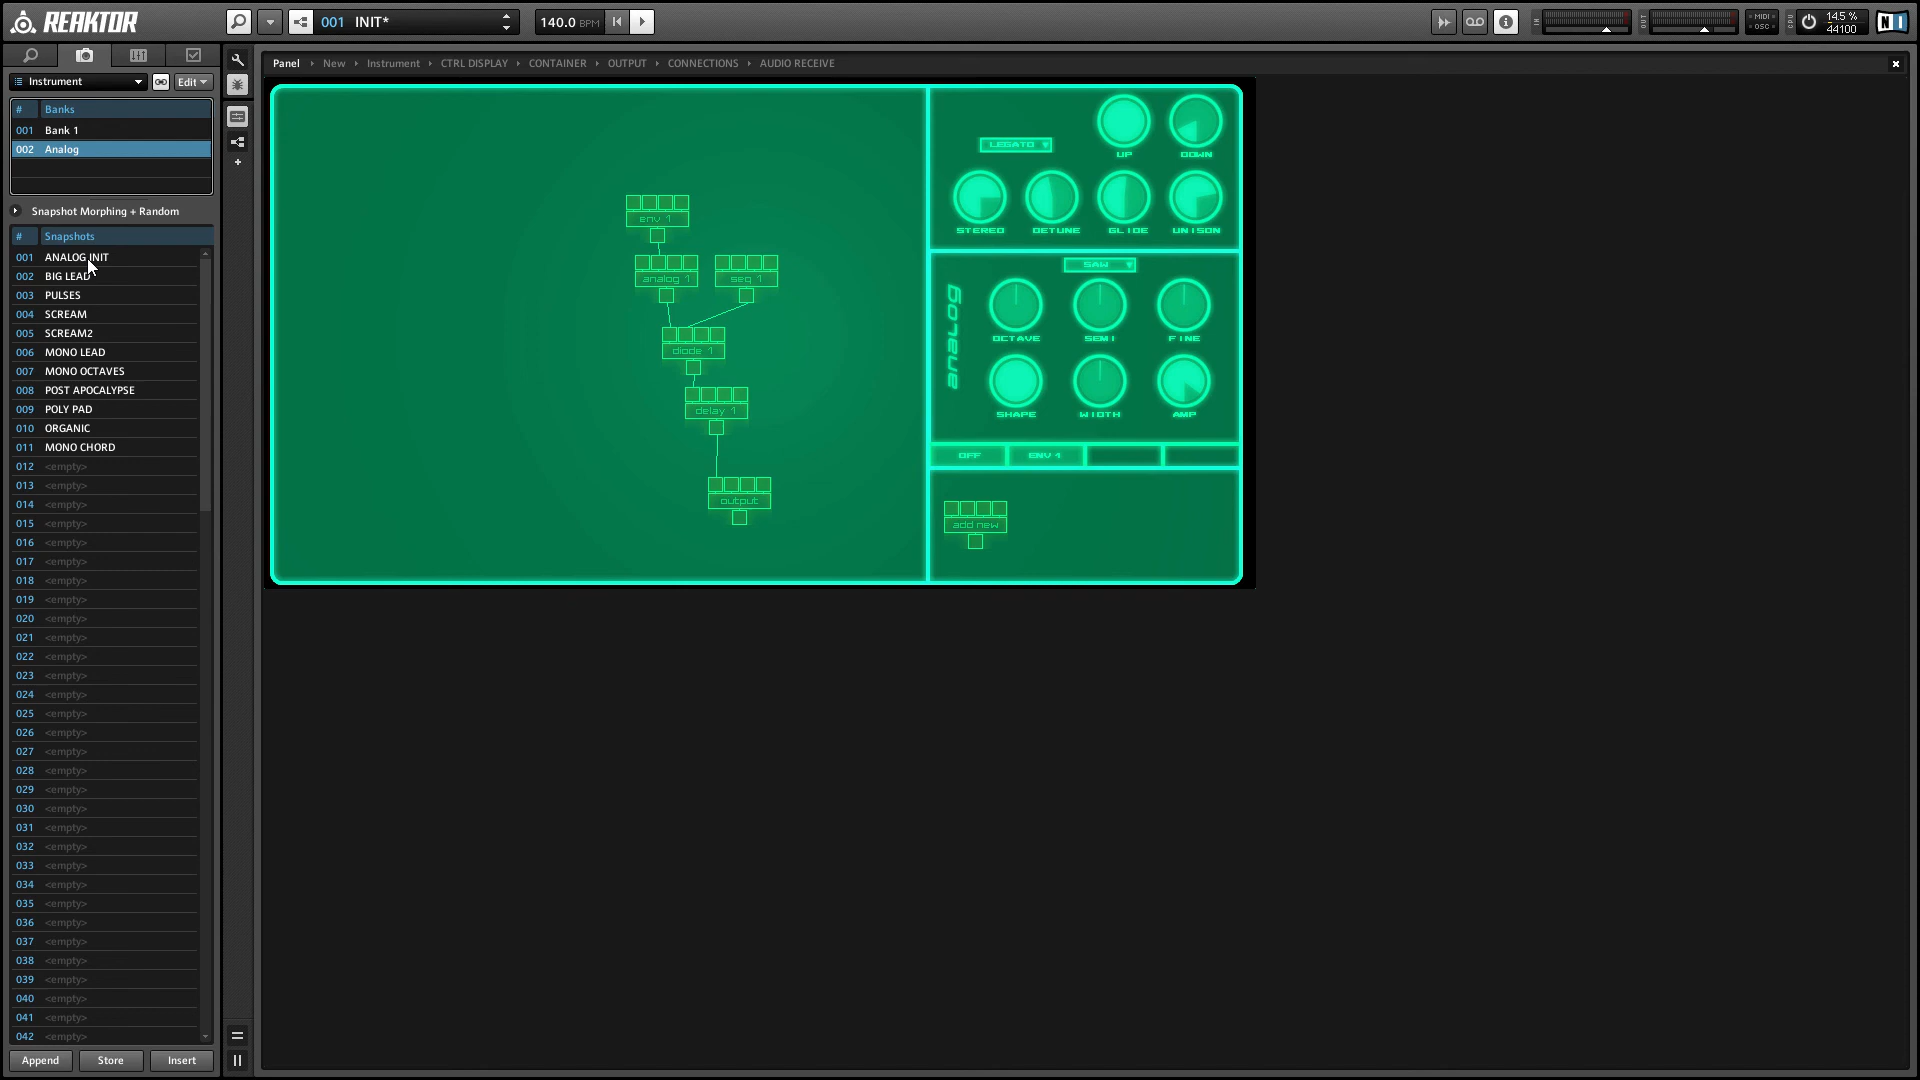 REAKTOR
001 INIT*
140.0 BPM
IN
OUT
MIDI
OSC
CPU
14.5 %
44100
NI
Instrument
Edit
# Banks
001 Bank 1
002 Analog
Snapshot Morphing + Random
# Snapshots
001 ANALOG INIT
002 BIG LEAD
003 PULSES
004 SCREAM
005 SCREAM2
006 MONO LEAD
007 MONO OCTAVES
008 POST APOCALYPSE
009 POLY PAD
010 ORGANIC
011 MONO CHORD
012 <empty>
013 <empty>
014 <empty>
015 <empty>
016 <empty>
017 <empty>
018 <empty>
019 <empty>
020 <empty>
021 <empty>
022 <empty>
023 <empty>
024 <empty>
025 <empty>
026 <empty>
027 <empty>
028 <empty>
029 <empty>
030 <empty>
031 <empty>
032 <empty>
033 <empty>
034 <empty>
035 <empty>
036 <empty>
037 <empty>
038 <empty>
039 <empty>
040 <empty>
041 <empty>
042 <empty>
Append Store Insert
Panel New Instrument CTRL DISPLAY CONTAINER OUTPUT CONNECTIONS AUDIO RECEIVE
env 1
analog 1 seq 1
diode 1
delay 1
output
LEGATO
UP DOWN
STEREO DETUNE GLIDE UNISON
SAW
analog
OCTAVE SEMI FINE
SHAPE WIDTH AMP
OFF ENV 1
add new